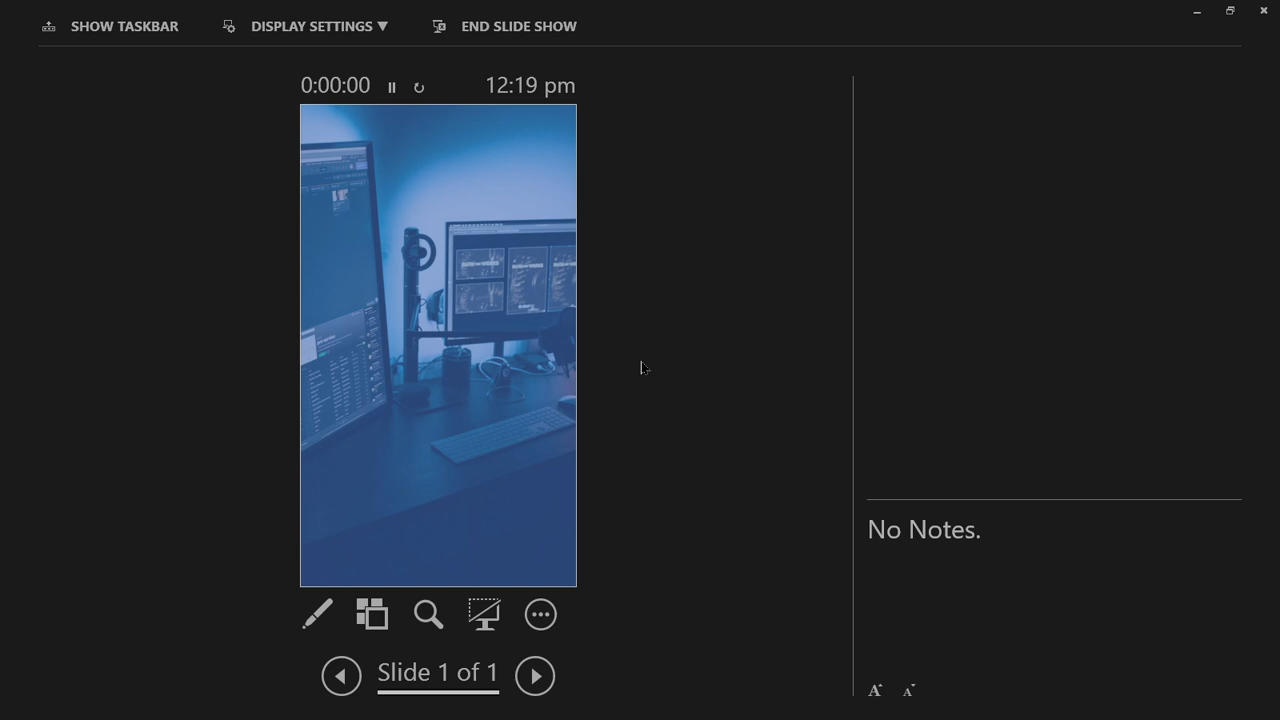 SHOW TASKBAR
DISPLAY SETTINGS ▼
END SLIDE SHOW
0:00:00
12:19 pm
Slide 1 of 1
No Notes.
A A